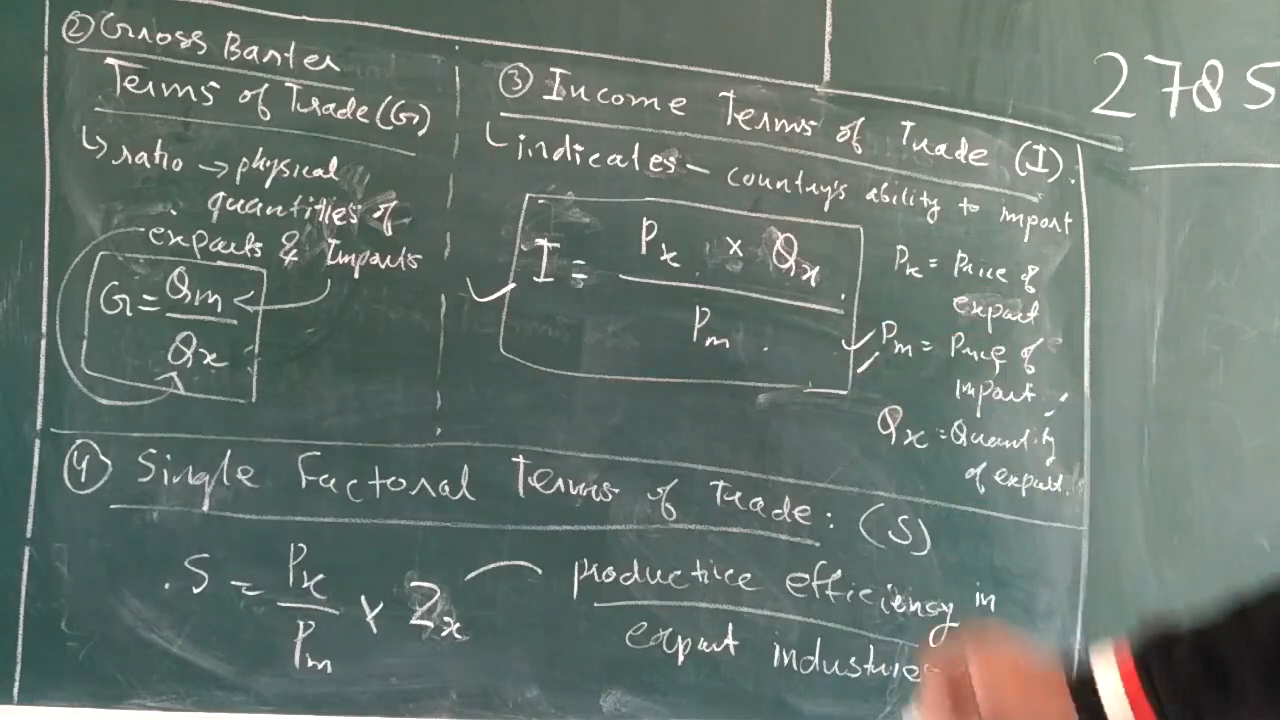 ② Gross Barter
Terms of Trade (G)
↳ ratio → physical
quantities of
exports & Imports
G = Qm / Qx
③ Income Terms of Trade (I):
↳ indicates - country's ability to import
I = Px × Qx / Pm
Px = Price of
export
Pm = Price of
import
Qx = Quantity
of export.
④ Single Factoral Terms of Trade: (S)
S = Px / Pm × Zx
productive efficiency in
export industries
2785